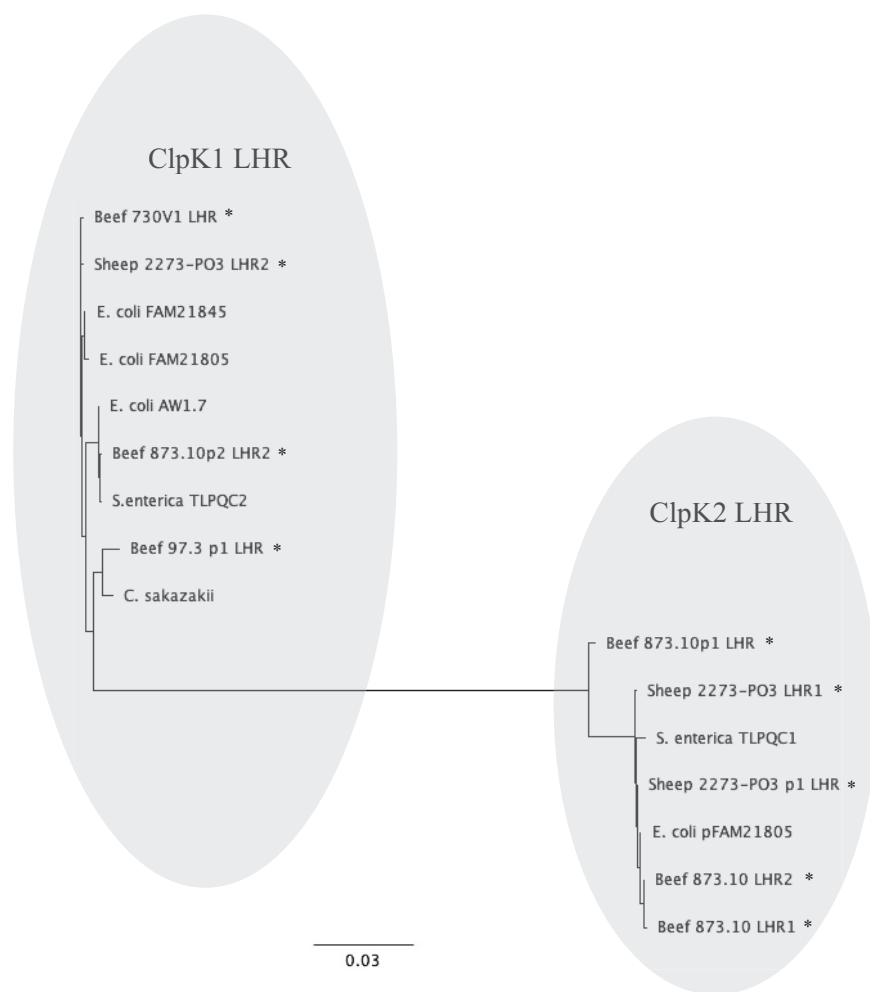 ClpK1 LHR
Beef 730V1 LHR *
Sheep 2273-PO3 LHR2 *
E. coli FAM21845
E. coli FAM21805
E. coli AW1.7
Beef 873.10p2 LHR2 *
S.enterica TLPQC2
Beef 97.3 p1 LHR *
C. sakazakii
ClpK2 LHR
Beef 873.10p1 LHR *
Sheep 2273-PO3 LHR1 *
S. enterica TLPQC1
Sheep 2273-PO3 p1 LHR *
E. coli pFAM21805
Beef 873.10 LHR2 *
Beef 873.10 LHR1 *
0.03